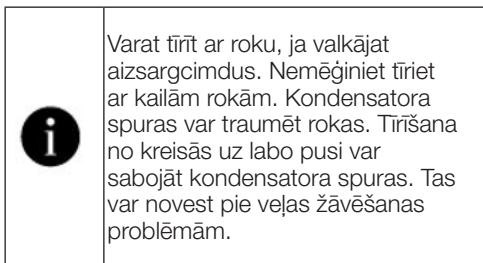 Varat tīrīt ar roku, ja valkājat
aizsargcimdus. Nemēģiniet tīriet
ar kailām rokām. Kondensatora
spuras var traumēt rokas. Tīrīšana
no kreisās uz labo pusi var
sabojāt kondensatora spuras. Tas
var novest pie veļas žāvēšanas
problēmām.